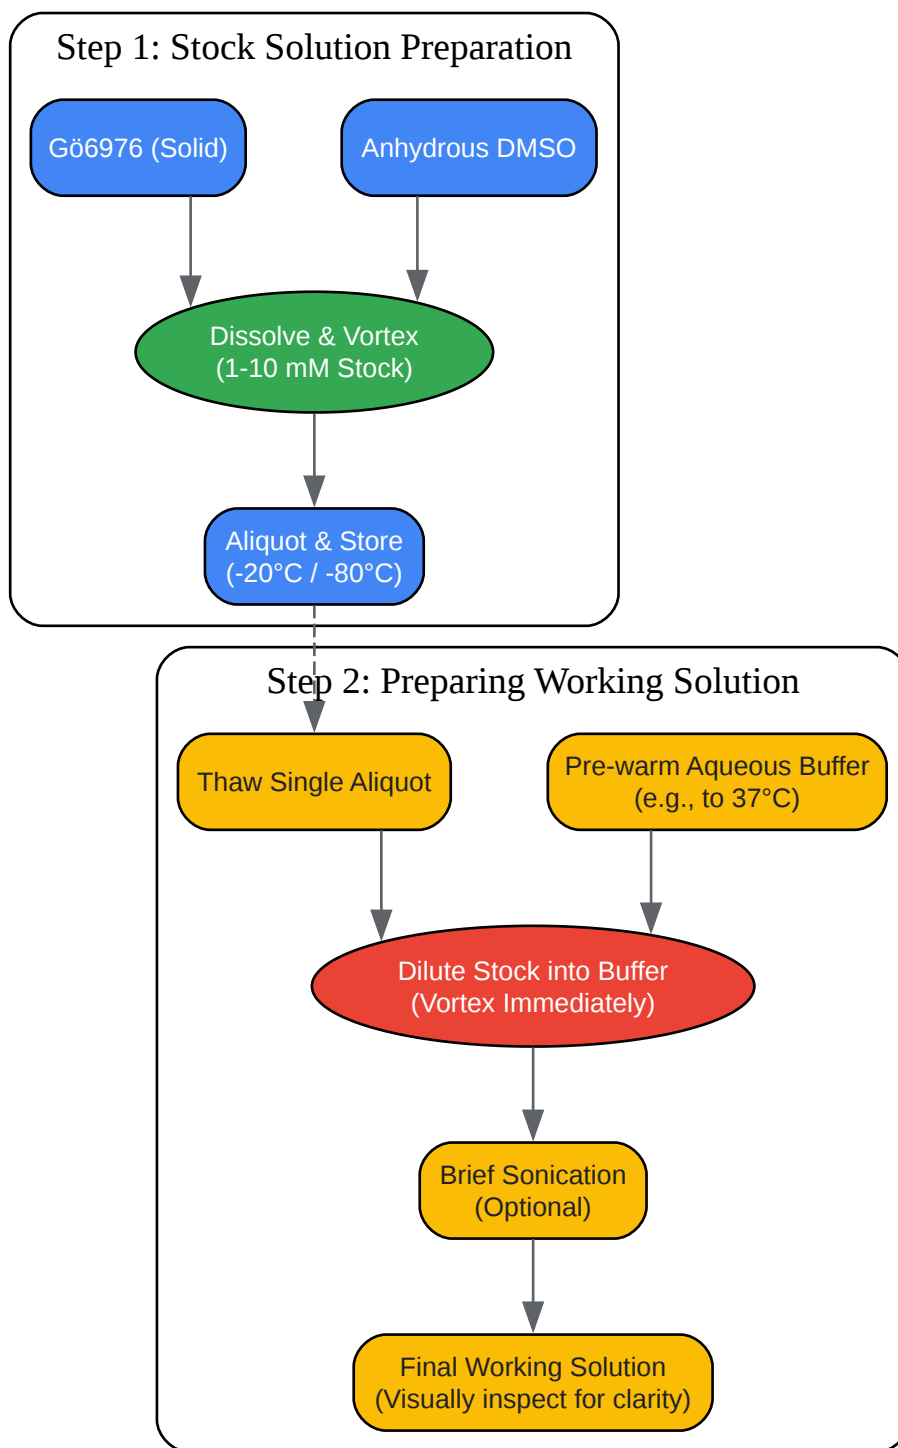 Step 1: Stock Solution Preparation
Gö6976 (Solid)
Anhydrous DMSO
Dissolve & Vortex
(1-10 mM Stock)
Aliquot & Store
(-20°C / -80°C)
Step 2: Preparing Working Solution
Thaw Single Aliquot
Pre-warm Aqueous Buffer
(e.g., to 37°C)
Dilute Stock into Buffer
(Vortex Immediately)
Brief Sonication
(Optional)
Final Working Solution
(Visually inspect for clarity)